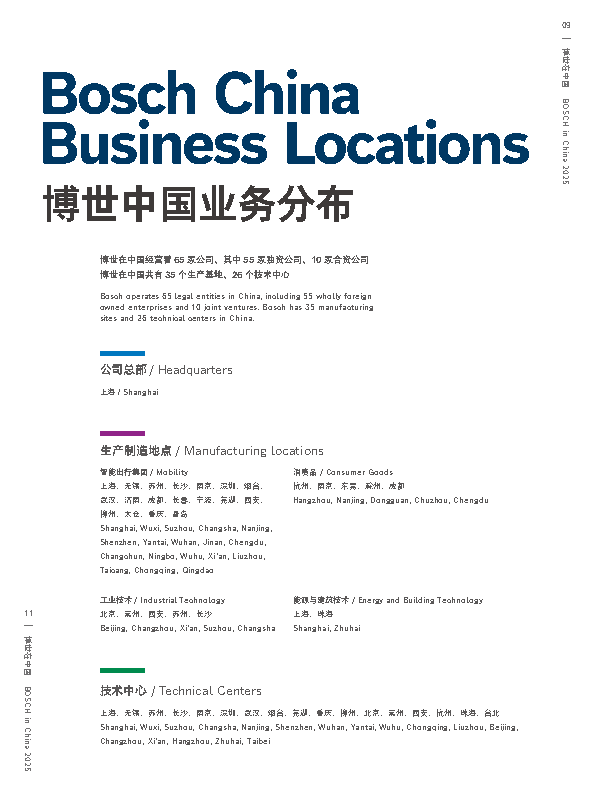 09
博世在中国 BOSCH in China 2025
Bosch China
Business Locations
博世中国业务分布
博世在中国经营着 65 家公司、其中 55 家独资公司、10 家合资公司
博世中国共有 35 个生产基地、26 个技术中心
Bosch operates 65 legal entities in China, including 55 wholly foreign
owned enterprises and 10 joint ventures. Bosch has 35 manufacturing
sites and 26 technical centers in China.
公司总部 / Headquarters
上海 / Shanghai
生产制造地点 / Manufacturing locations
智能出行集团 / Mobility
上海、无锡、苏州、长沙、南京、深圳、烟台、
武汉、济南、成都、长春、宁波、芜湖、西安、
柳州、太仓、重庆、青岛
Shanghai, Wuxi, Suzhou, Changsha, Nanjing,
Shenzhen, Yantai, Wuhan, Jinan, Chengdu,
Changchun, Ningbo, Wuhu, Xi'an, Liuzhou,
Taicang, Chongqing, Qingdao
消费品 / Consumer Goods
杭州、南京、东莞、滁州、成都
Hangzhou, Nanjing, Dongguan, Chuzhou, Chengdu
工业技术 / Industrial Technology
北京、常州、西安、苏州、长沙
Beijing, Changzhou, Xi'an, Suzhou, Changsha
能源与建筑技术 / Energy and Building Technology
上海、珠海
Shanghai, Zhuhai
技术中心 / Technical Centers
上海、无锡、苏州、长沙、南京、深圳、武汉、烟台、芜湖、重庆、柳州、北京、常州、西安、杭州、珠海、台北
Shanghai, Wuxi, Suzhou, Changsha, Nanjing, Shenzhen, Wuhan, Yantai, Wuhu, Chongqing, Liuzhou, Beijing,
Changzhou, Xi'an, Hangzhou, Zhuhai, Taibei
11
博世在中国 BOSCH in China 2025